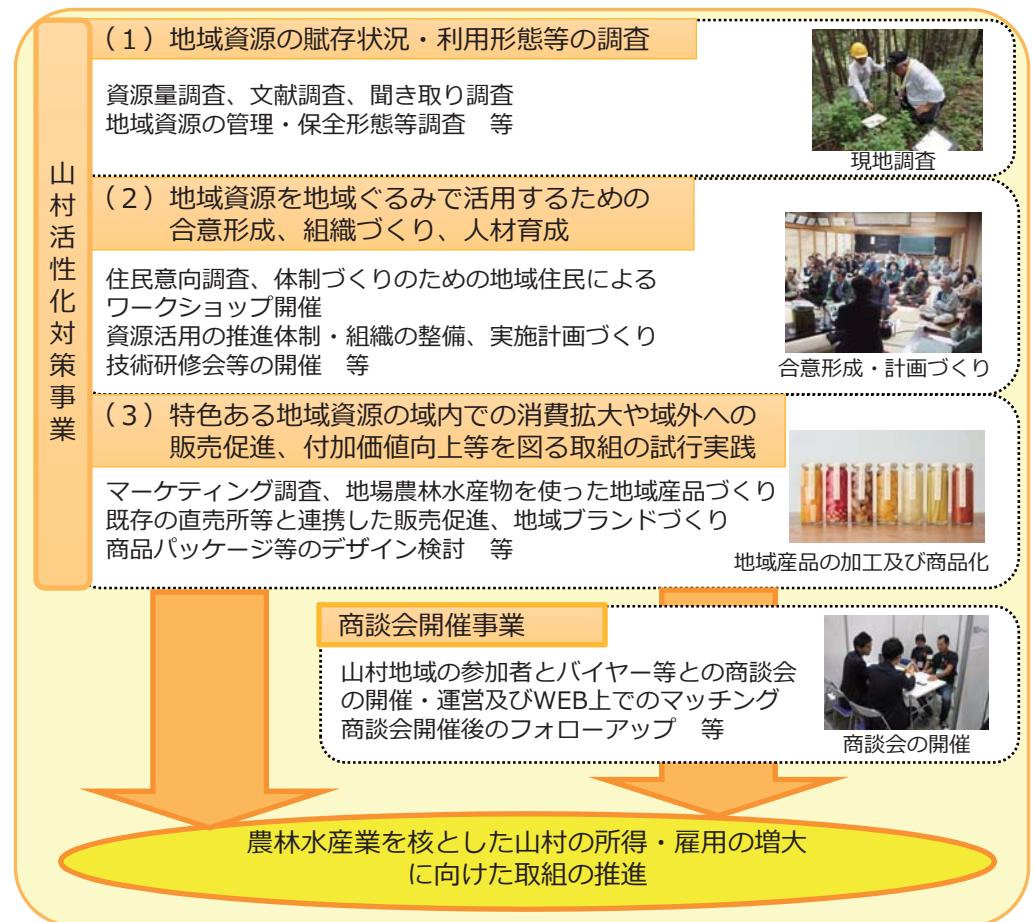 山村活性化対策事業
（１）地域資源の賦存状況・利用形態等の調査
資源量調査、文献調査、聞き取り調査
地域資源の管理・保全形態等調査　等
現地調査
（２）地域資源を地域ぐるみで活用するための
合意形成、組織づくり、人材育成
住民意向調査、体制づくりのための地域住民による
ワークショップ開催
資源活用の推進体制・組織の整備、実施計画づくり
技術研修会等の開催　等
合意形成・計画づくり
（３）特色ある地域資源の域内での消費拡大や域外への
販売促進、付加価値向上等を図る取組の試行実践
マーケティング調査、地場農林水産物を使った地域産品づくり
既存の直売所等と連携した販売促進、地域ブランドづくり
商品パッケージ等のデザイン検討　等
地域産品の加工及び商品化
商談会開催事業
山村地域の参加者とバイヤー等との商談会
の開催・運営及びWEB上でのマッチング
商談会開催後のフォローアップ　等
商談会の開催
農林水産業を核とした山村の所得・雇用の増大
に向けた取組の推進